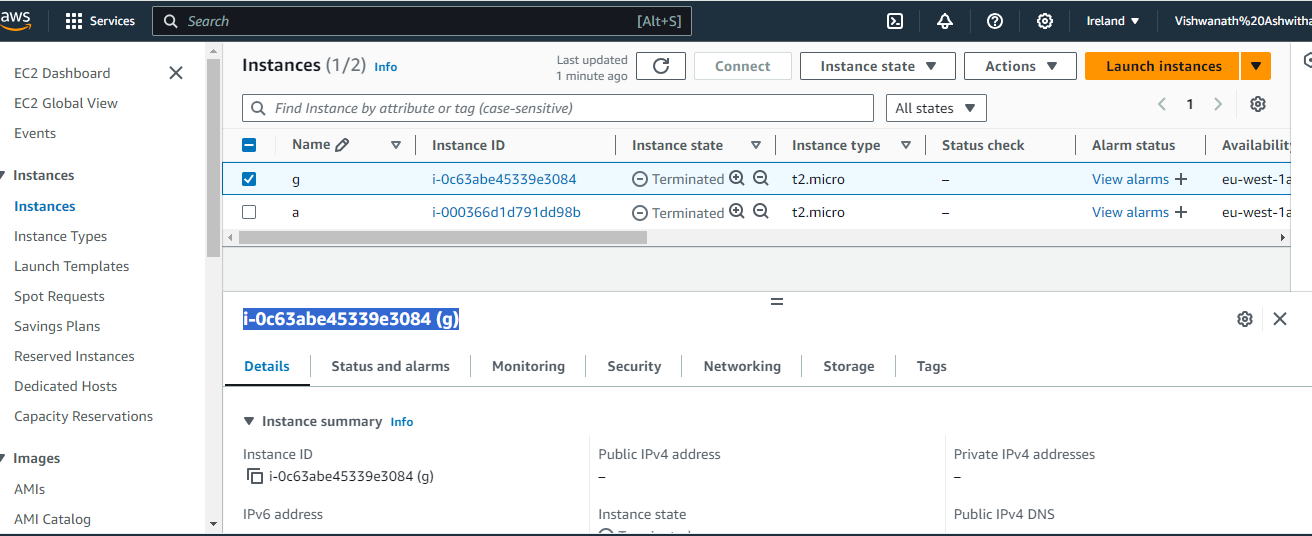 aws
Services
Search [Alt+S]
Ireland
Vishwanath%20Ashwitha
EC2 Dashboard
EC2 Global View
Events
Instances
Instances
Instance Types
Launch Templates
Spot Requests
Savings Plans
Reserved Instances
Dedicated Hosts
Capacity Reservations
Images
AMIs
AMI Catalog
Instances (1/2) Info
Last updated
1 minute ago
Connect
Instance state
Actions
Launch instances
Find Instance by attribute or tag (case-sensitive)
All states
1
Name Instance ID Instance state Instance type Status check Alarm status Availability
g i-0c63abe45339e3084 Terminated t2.micro – View alarms + eu-west-1a
a i-000366d1d791dd98b Terminated t2.micro – View alarms + eu-west-1a
i-0c63abe45339e3084 (g)
Details Status and alarms Monitoring Security Networking Storage Tags
Instance summary Info
Instance ID
i-0c63abe45339e3084 (g)
Public IPv4 address
–
Private IPv4 addresses
–
IPv6 address
Instance state
Terminated
Public IPv4 DNS